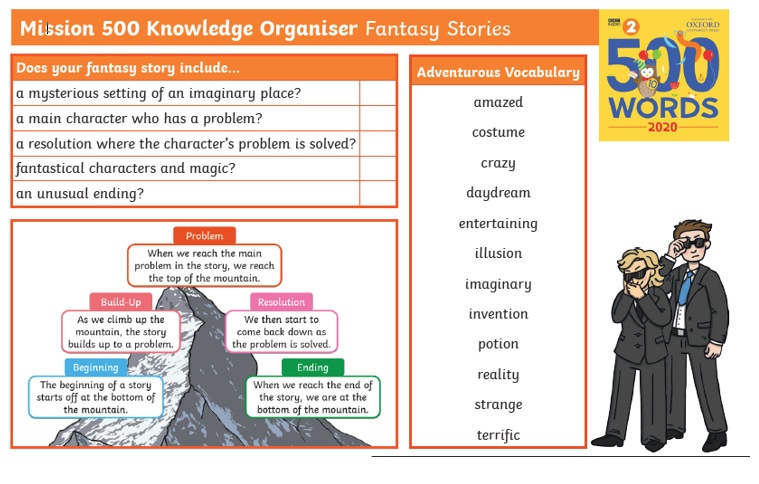 Mission 500 Knowledge Organiser Fantasy Stories
BBC
RADIO
2
OXFORD
500
10
WORDS
2020
Does your fantasy story include...
a mysterious setting of an imaginary place?
a main character who has a problem?
a resolution where the character's problem is solved?
fantastical characters and magic?
an unusual ending?
Adventurous Vocabulary
amazed
costume
crazy
daydream
entertaining
illusion
imaginary
invention
potion
reality
strange
terrific
Problem
When we reach the main
problem in the story, we reach
the top of the mountain.
Build-Up
As we climb up the
mountain, the story
builds up to a problem.
Resolution
We then start to
come back down as
the problem is solved.
Beginning
The beginning of a story
starts off at the bottom of
the mountain.
Ending
When we reach the end of
the story, we are at the
bottom of the mountain.